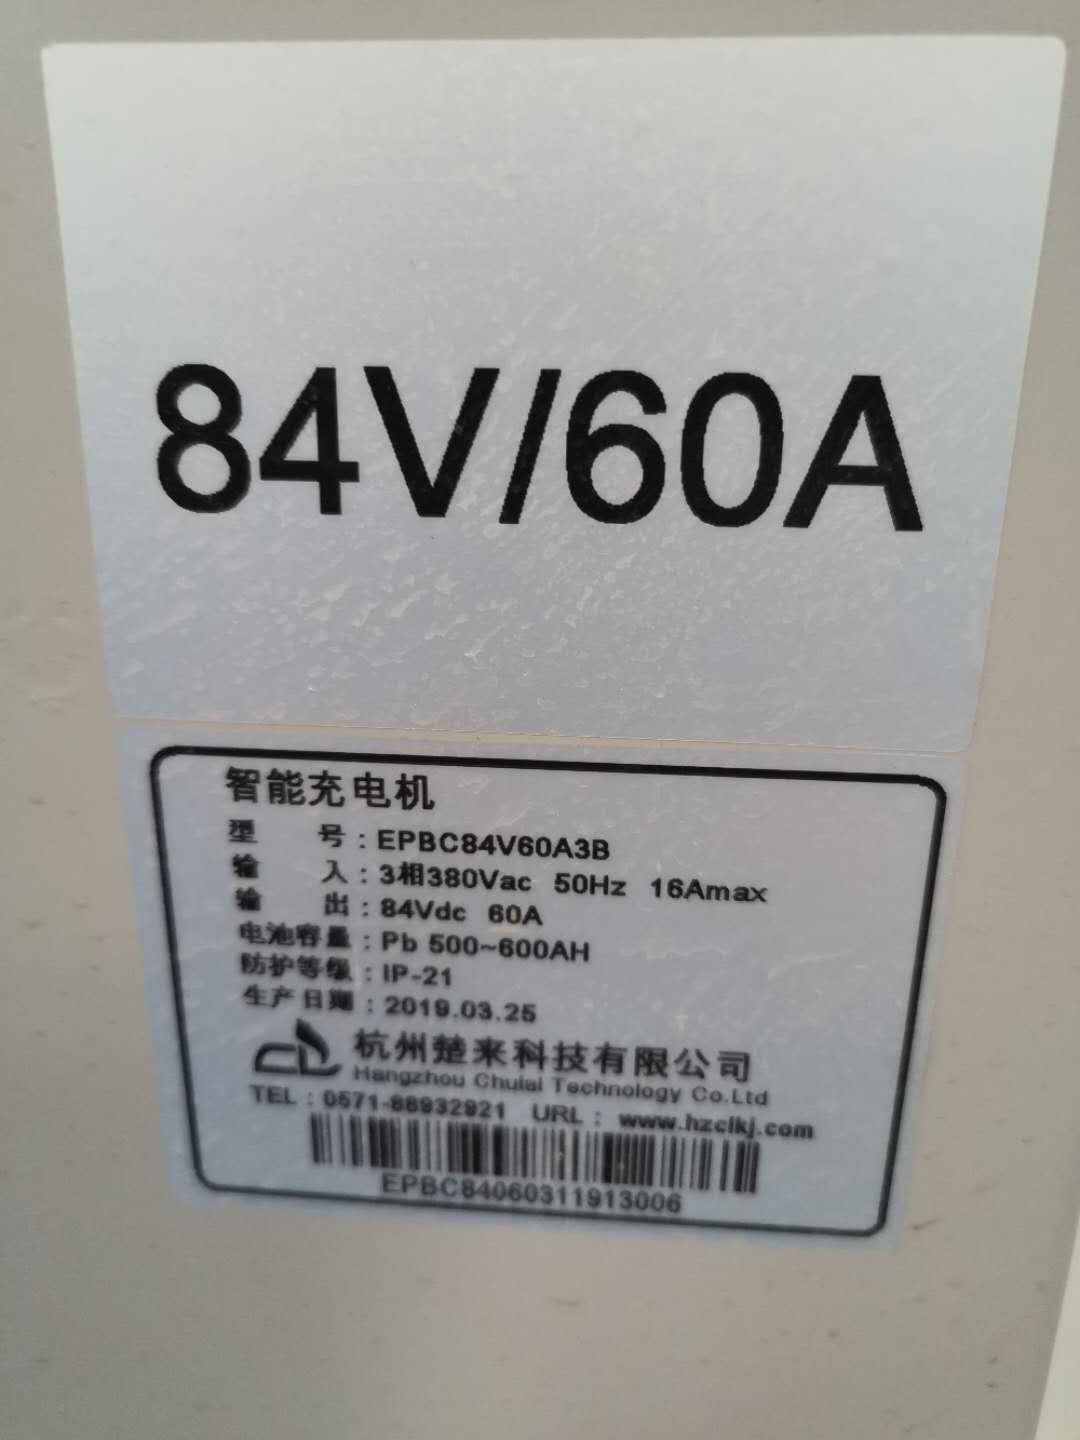 84V/60A
智能充电机
型 号：EPBC84V60A3B
输 入：3相380Vac 50Hz 16Amax
输 出：84Vdc 60A
电池容量：Pb 500~600AH
防护等级：IP-21
生产日期：2019.03.25
杭州楚来科技有限公司
Hangzhou Chulai Technology Co.Ltd
TEL：0571-88932921 URL： www.hzclkj.com
EPBC84060311913006